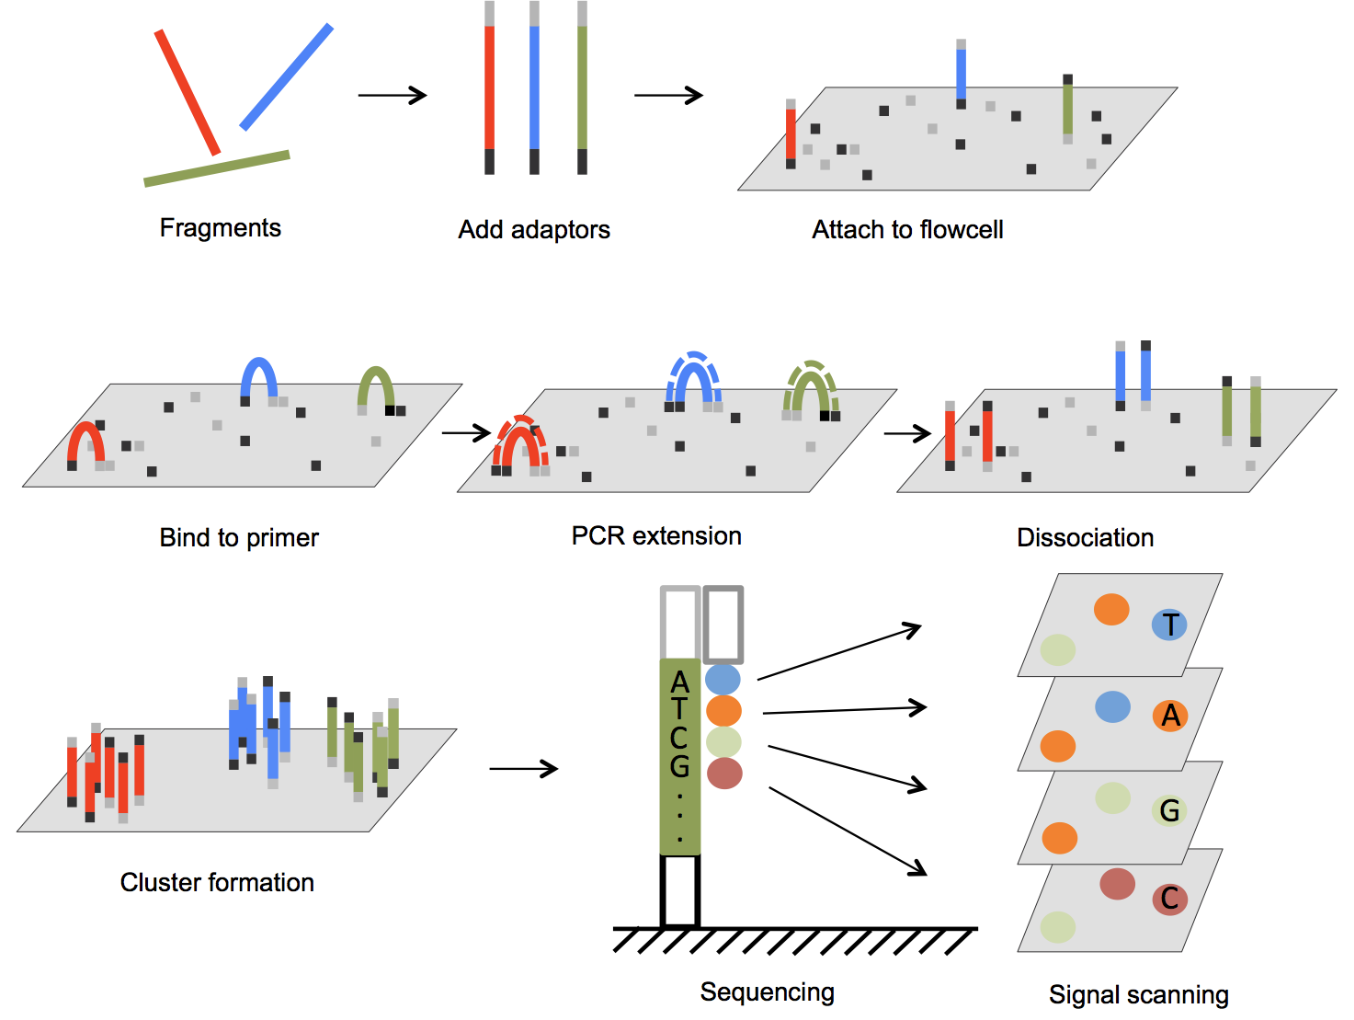 Fragments
Add adaptors
Attach to flowcell
Bind to primer
PCR extension
Dissociation
Cluster formation
A
T
C
G
.
.
.
Sequencing
T
A
G
C
Signal scanning